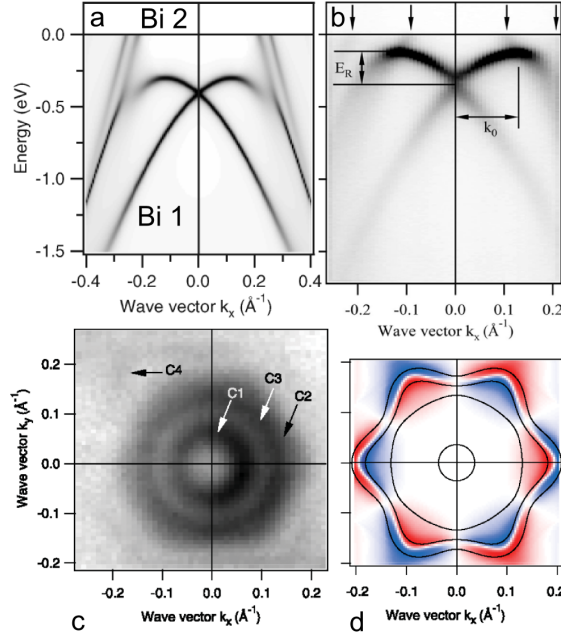 a
Bi 2
Bi 1
0.0
-0.5
-1.0
-1.5
Energy (eV)
-0.4
-0.2
0.0
0.2
0.4
Wave vector kx (Å-1)
b
ER
k0
-0.2
-0.1
0.0
0.1
0.2
Wave vector kx (Å-1)
C4
C1
C3
C2
0.2
0.1
0.0
-0.1
-0.2
Wave vector ky (Å-1)
-0.2
-0.1
0.0
0.1
0.2
Wave vector kx (Å-1)
c
-0.2
-0.1
0.0
0.1
0.2
Wave vector kx (Å-1)
d